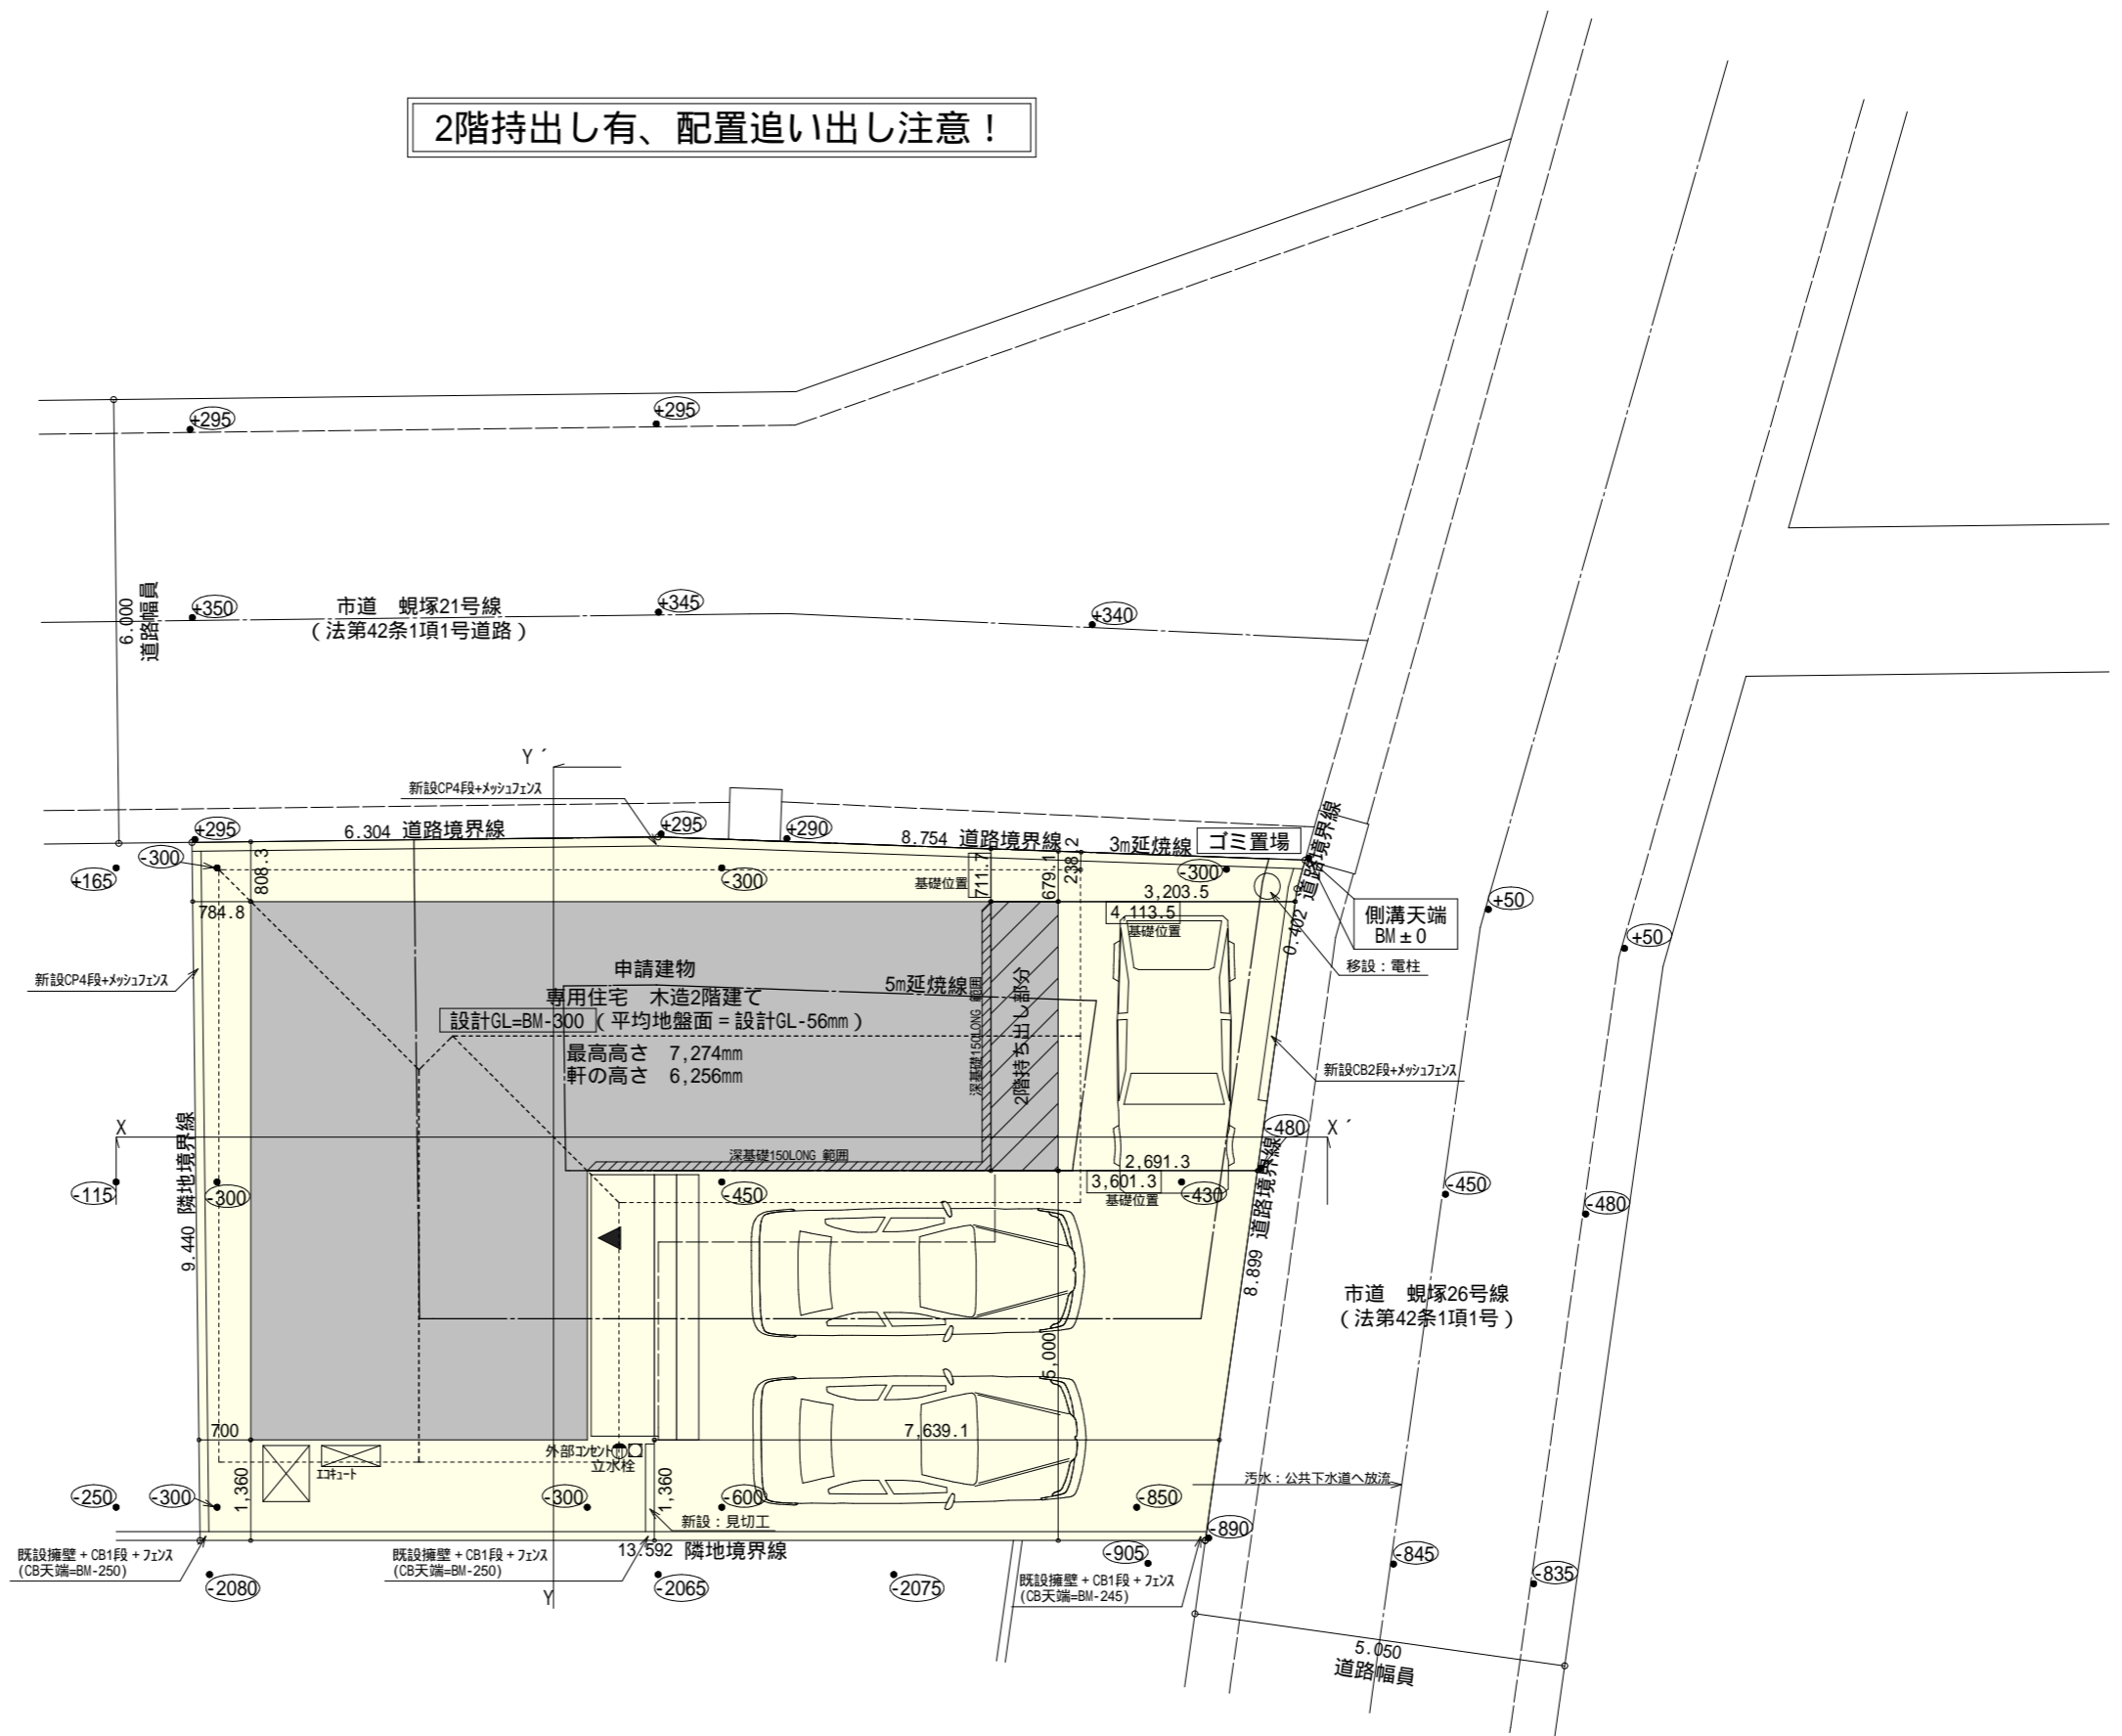 2階持出し有、配置追い出し注意！
+295
+295
6.000
道路幅員
+350
市道　蜆塚21号線
（法第42条1項1号道路）
+345
+340
Y ´
新設CP4段+メッシュフェンス
+295
6.304 道路境界線
+295
+290
8.754 道路境界線
3m延焼線
ゴミ置場
道路境界線
0.402
-300
+165
808.3
784.8
-300
基礎位置
711.7
679.1
238.2
-300
3,203.5
4,113.5
基礎位置
側溝天端
BM±0
+50
+50
移設：電柱
新設CP4段+メッシュフェンス
申請建物
専用住宅　木造2階建て
5m延焼線
設計GL=BM-300（平均地盤面＝設計GL-56mm）
最高高さ　7,274mm
軒の高さ　6,256mm
深基礎150LONG 範囲
2階持ち出し部分
新設CB2段+メッシュフェンス
X
X ´
-480
深基礎150LONG 範囲
2,691.3
3,601.3
基礎位置
-115
-300
-450
-430
-450
-480
9.440 隣地境界線
8.899 道路境界線
市道　蜆塚26号線
（法第42条1項1号）
5,000
700
7,639.1
エコキュート
外部コンセント
立水栓
1,360
1,360
汚水：公共下水道へ放流
-250
-300
-300
-600
-850
新設：見切工
-890
13.592 隣地境界線
既設擁壁＋CB1段＋フェンス
(CB天端=BM-250)
既設擁壁＋CB1段＋フェンス
(CB天端=BM-250)
-905
-845
-835
-2080
-2065
-2075
既設擁壁＋CB1段＋フェンス
(CB天端=BM-245)
Y
5.050
道路幅員